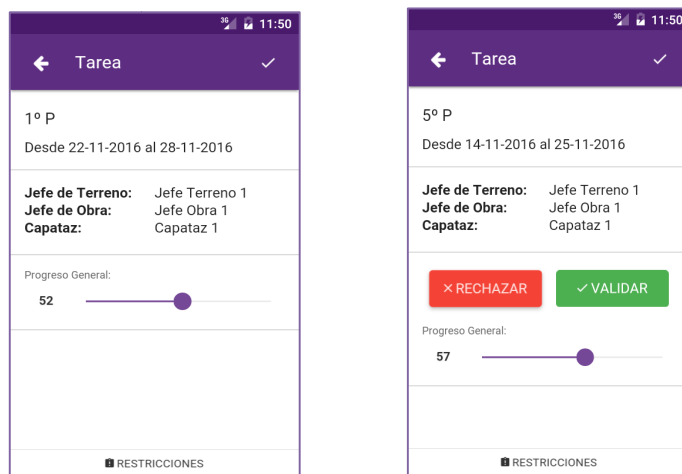 3G 11:50
Tarea
1º P
Desde 22-11-2016 al 28-11-2016
Jefe de Terreno: Jefe Terreno 1
Jefe de Obra: Jefe Obra 1
Capataz: Capataz 1
Progreso General:
52
RESTRICCIONES
3G 11:50
Tarea
5º P
Desde 14-11-2016 al 25-11-2016
Jefe de Terreno: Jefe Terreno 1
Jefe de Obra: Jefe Obra 1
Capataz: Capataz 1
RECHAZAR VALIDAR
Progreso General:
57
RESTRICCIONES